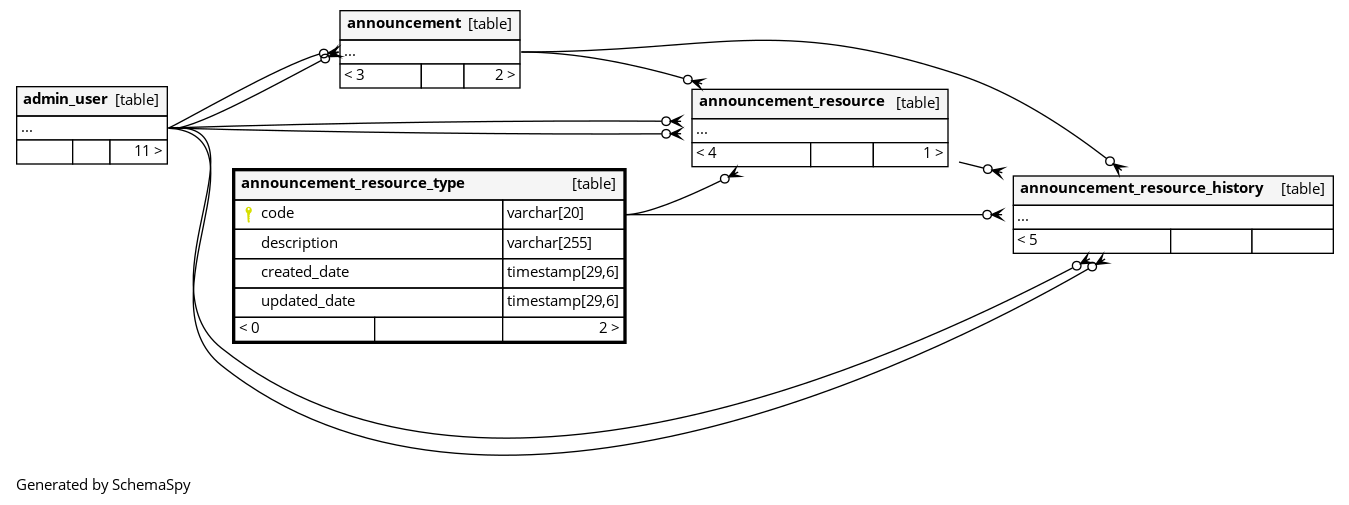 announcement [table]
...
< 3 2 >
admin_user [table]
...
11 >
announcement_resource [table]
...
< 4 1 >
announcement_resource_type [table]
code varchar[20]
description varchar[255]
created_date timestamp[29,6]
updated_date timestamp[29,6]
< 0 2 >
announcement_resource_history [table]
...
< 5
Generated by SchemaSpy